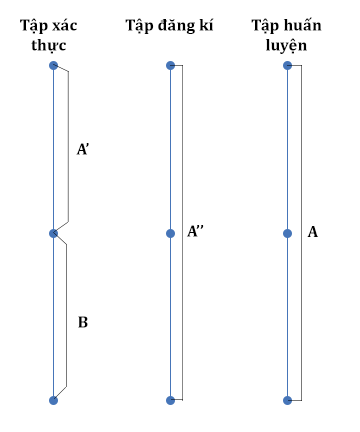 Tập xác thực
Tập đăng kí
Tập huấn luyện
A’
A’’
A
B